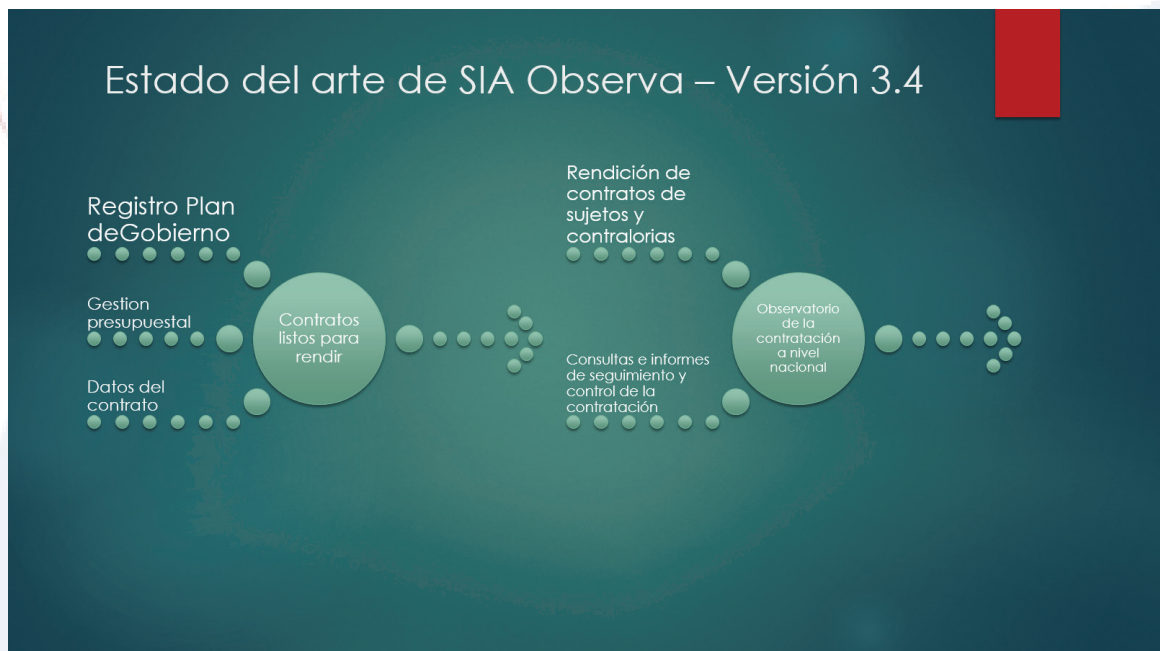 Estado del arte de SIA Observa – Versión 3.4
Registro Plan
deGobierno
Gestion
presupuestal
Datos del
contrato
Contratos
listos para
rendir
Rendición de
contratos de
sujetos y
contralorias
Consultas e informes
de seguimiento y
control de la
contratación
Observatorio
de la
contratación
a nivel
nacional